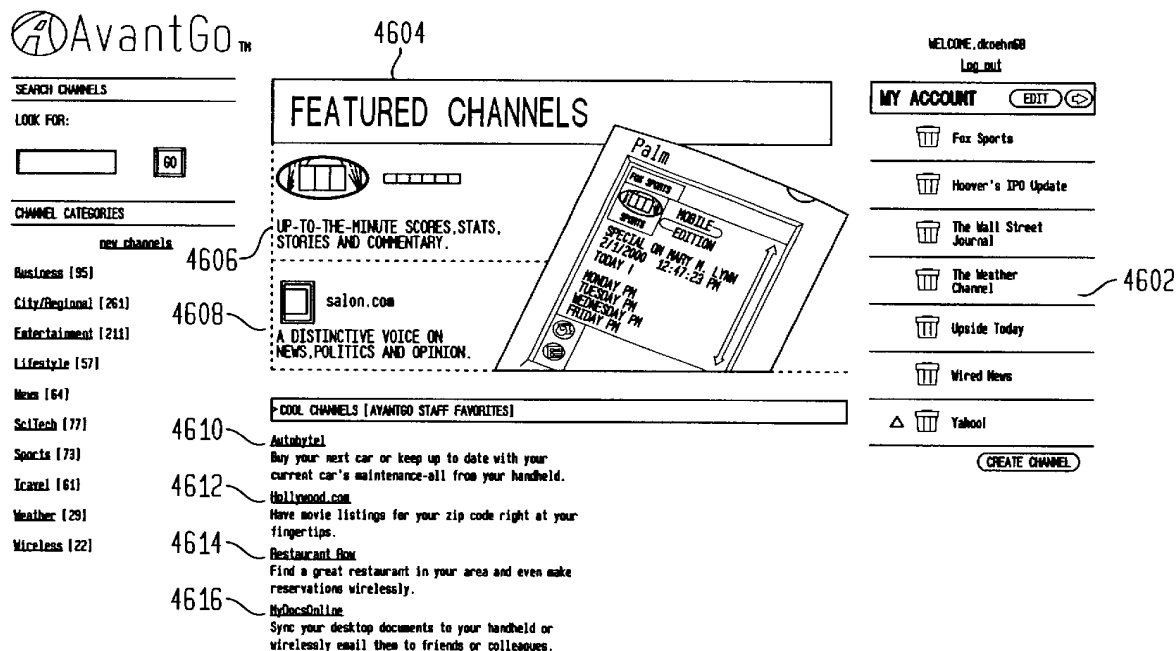 AvantGo TM
SEARCH CHANNELS
LOOK FOR:
GO
CHANNEL CATEGORIES
new channels
Business [95]
City/Regional [261]
Entertainment [211]
Lifestyle [57]
News [64]
SciTech [77]
Sports [73]
Travel [61]
Weather [29]
Wireless [22]
4604
FEATURED CHANNELS
4606
UP-TO-THE-MINUTE SCORES,STATS,
STORIES AND COMMENTARY.
4608
salon.com
A DISTINCTIVE VOICE ON
NEWS,POLITICS AND OPINION.
Palm
FOX SPORTS
SPORTS
MOBILE
EDITION
SPECIAL ON MARY N. LYNN
2/1/2000 12:47:23 PM
TODAY !
MONDAY PM
TUESDAY PM
WEDNESDAY PM
FRIDAY PM
COOL CHANNELS [AVANTGO STAFF FAVORITES]
4610
Autobytel
Buy your next car or keep up to date with your
current car's maintenance-all from your handheld.
4612
Hollywood.com
Have movie listings for your zip code right at your
fingertips.
4614
Restaurant Row
Find a great restaurant in your area and even make
reservations wirelessly.
4616
MyDocsOnline
Sync your desktop documents to your handheld or
wirelessly email them to friends or colleagues.
WELCOME,dkoehn68
Log out
MY ACCOUNT EDIT
Fox Sports
Hoover's IPO Update
The Wall Street
Journal
The Weather
Channel
4602
Upside Today
Wired News
Yahoo!
CREATE CHANNEL